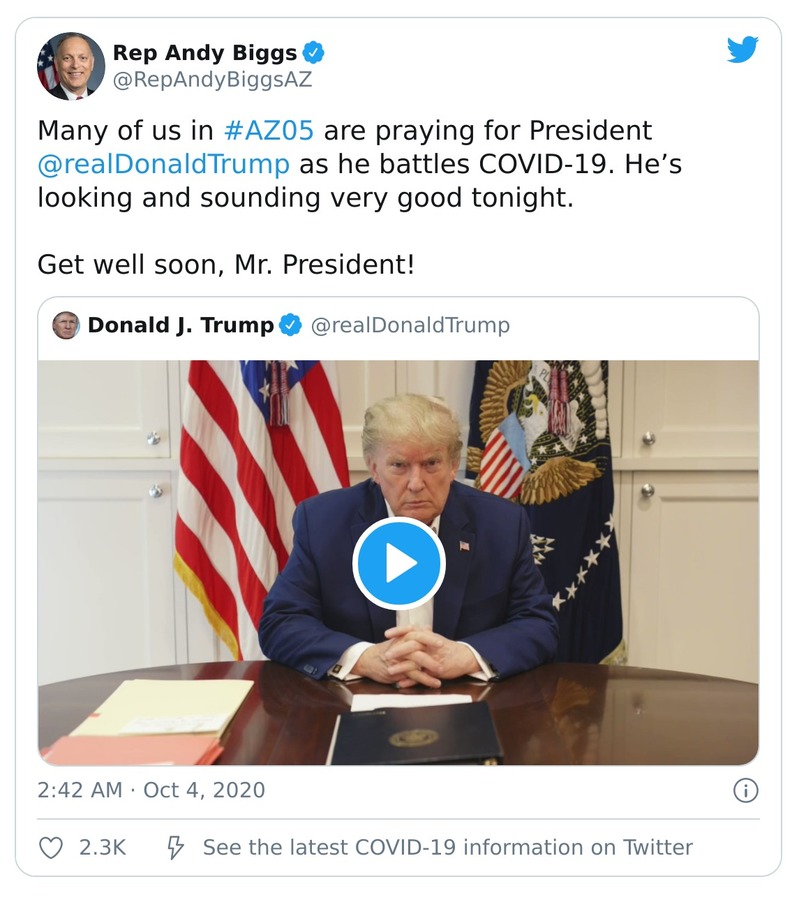 Rep Andy Biggs
@RepAndyBiggsAZ
Many of us in #AZ05 are praying for President
@realDonaldTrump as he battles COVID-19. He’s
looking and sounding very good tonight.
Get well soon, Mr. President!
Donald J. Trump @realDonaldTrump
2:42 AM · Oct 4, 2020
2.3K See the latest COVID-19 information on Twitter